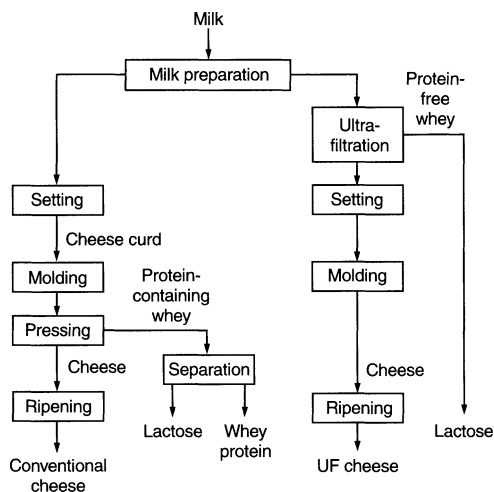 Milk
Milk preparation
Protein-
free whey
Ultra-
filtration
Setting
Setting
Cheese curd
Molding
Molding
Protein-
containing
whey
Pressing
Cheese
Separation
Cheese
Ripening
Ripening
Lactose
Whey
protein
Lactose
Conventional
cheese
UF cheese